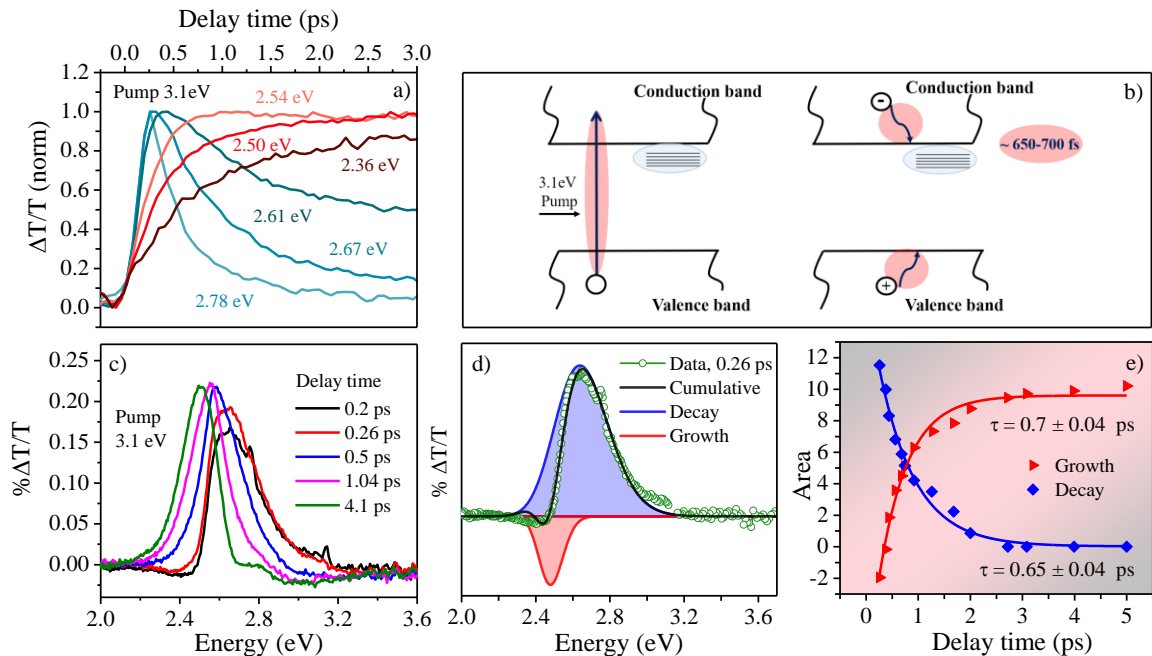 Delay time (ps)
0.0 0.5 1.0 1.5 2.0 2.5 3.0
1.2
1.0
0.8
0.6
0.4
0.2
0.0
ΔT/T (norm)
Pump 3.1eV
a)
2.54 eV
2.50 eV
2.36 eV
2.61 eV
2.67 eV
2.78 eV
b)
Conduction band
Conduction band
3.1eV
Pump
-
~ 650-700 fs
+
Valence band
Valence band
c)
0.25
0.20
0.15
0.10
0.05
0.00
%ΔT/T
Pump
3.1 eV
Delay time
0.2 ps
0.26 ps
0.5 ps
1.04 ps
4.1 ps
2.0 2.4 2.8 3.2 3.6
Energy (eV)
d)
% ΔT/T
Data, 0.26 ps
Cumulative
Decay
Growth
2.0 2.4 2.8 3.2 3.6
Energy (eV)
e)
12
10
8
6
4
2
0
-2
Area
τ = 0.7 ± 0.04 ps
Growth
Decay
τ = 0.65 ± 0.04 ps
0 1 2 3 4 5
Delay time (ps)